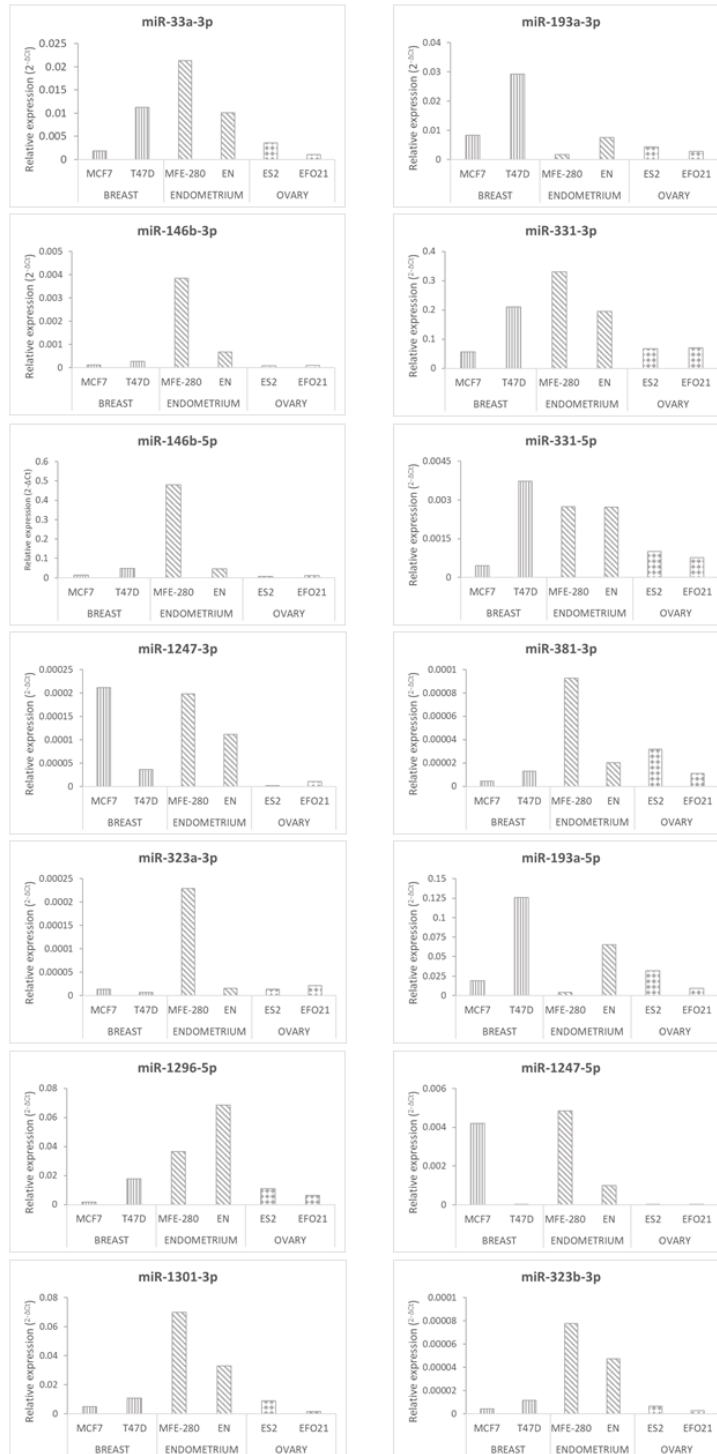 miR-33a-3p
Relative expression (2^-ΔCt)
0.025
0.02
0.015
0.01
0.005
0
MCF7 T47D MFE-280 EN ES2 EFO21
BREAST ENDOMETRIUM OVARY
miR-193a-3p
Relative expression (2^-ΔCt)
0.04
0.03
0.02
0.01
0
MCF7 T47D MFE-280 EN ES2 EFO21
BREAST ENDOMETRIUM OVARY
miR-146b-3p
Relative expression (2^-ΔCt)
0.005
0.004
0.003
0.002
0.001
0
MCF7 T47D MFE-280 EN ES2 EFO21
BREAST ENDOMETRIUM OVARY
miR-331-3p
Relative expression (2^-ΔCt)
0.4
0.3
0.2
0.1
0
MCF7 T47D MFE-280 EN ES2 EFO21
BREAST ENDOMETRIUM OVARY
miR-146b-5p
Relative expression (2-ΔCt)
0.6
0.5
0.4
0.3
0.2
0.1
0
MCF7 T47D MFE-280 EN ES2 EFO21
BREAST ENDOMETRIUM OVARY
miR-331-5p
Relative expression (2^-ΔCt)
0.0045
0.003
0.0015
0
MCF7 T47D MFE-280 EN ES2 EFO21
BREAST ENDOMETRIUM OVARY
miR-1247-3p
Relative expression (2^-ΔCt)
0.00025
0.0002
0.00015
0.0001
0.00005
0
MCF7 T47D MFE-280 EN ES2 EFO21
BREAST ENDOMETRIUM OVARY
miR-381-3p
Relative expression (2^-ΔCt)
0.0001
0.00008
0.00006
0.00004
0.00002
0
MCF7 T47D MFE-280 EN ES2 EFO21
BREAST ENDOMETRIUM OVARY
miR-323a-3p
Relative expression (2^-ΔCt)
0.00025
0.0002
0.00015
0.0001
0.00005
0
MCF7 T47D MFE-280 EN ES2 EFO21
BREAST ENDOMETRIUM OVARY
miR-193a-5p
Relative expression (2^-ΔCt)
0.15
0.125
0.1
0.075
0.05
0.025
0
MCF7 T47D MFE-280 EN ES2 EFO21
BREAST ENDOMETRIUM OVARY
miR-1296-5p
Relative expression (2^-ΔCt)
0.08
0.06
0.04
0.02
0
MCF7 T47D MFE-280 EN ES2 EFO21
BREAST ENDOMETRIUM OVARY
miR-1247-5p
Relative expression (2^-ΔCt)
0.006
0.004
0.002
0
MCF7 T47D MFE-280 EN ES2 EFO21
BREAST ENDOMETRIUM OVARY
miR-1301-3p
Relative expression (2^-ΔCt)
0.08
0.06
0.04
0.02
0
MCF7 T47D MFE-280 EN ES2 EFO21
BREAST ENDOMETRIUM OVARY
miR-323b-3p
Relative expression (2^-ΔCt)
0.0001
0.00008
0.00006
0.00004
0.00002
0
MCF7 T47D MFE-280 EN ES2 EFO21
BREAST ENDOMETRIUM OVARY